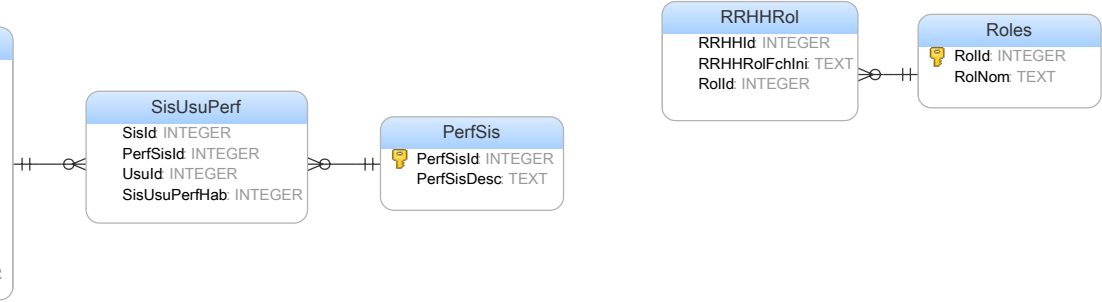 RRHHRol
RRHHId: INTEGER
RRHHRolFchIni: TEXT
RolId: INTEGER
Roles
RolId: INTEGER
RolNom: TEXT
SisUsuPerf
SisId: INTEGER
PerfSisId: INTEGER
UsuId: INTEGER
SisUsuPerfHab: INTEGER
PerfSis
PerfSisId: INTEGER
PerfSisDesc: TEXT